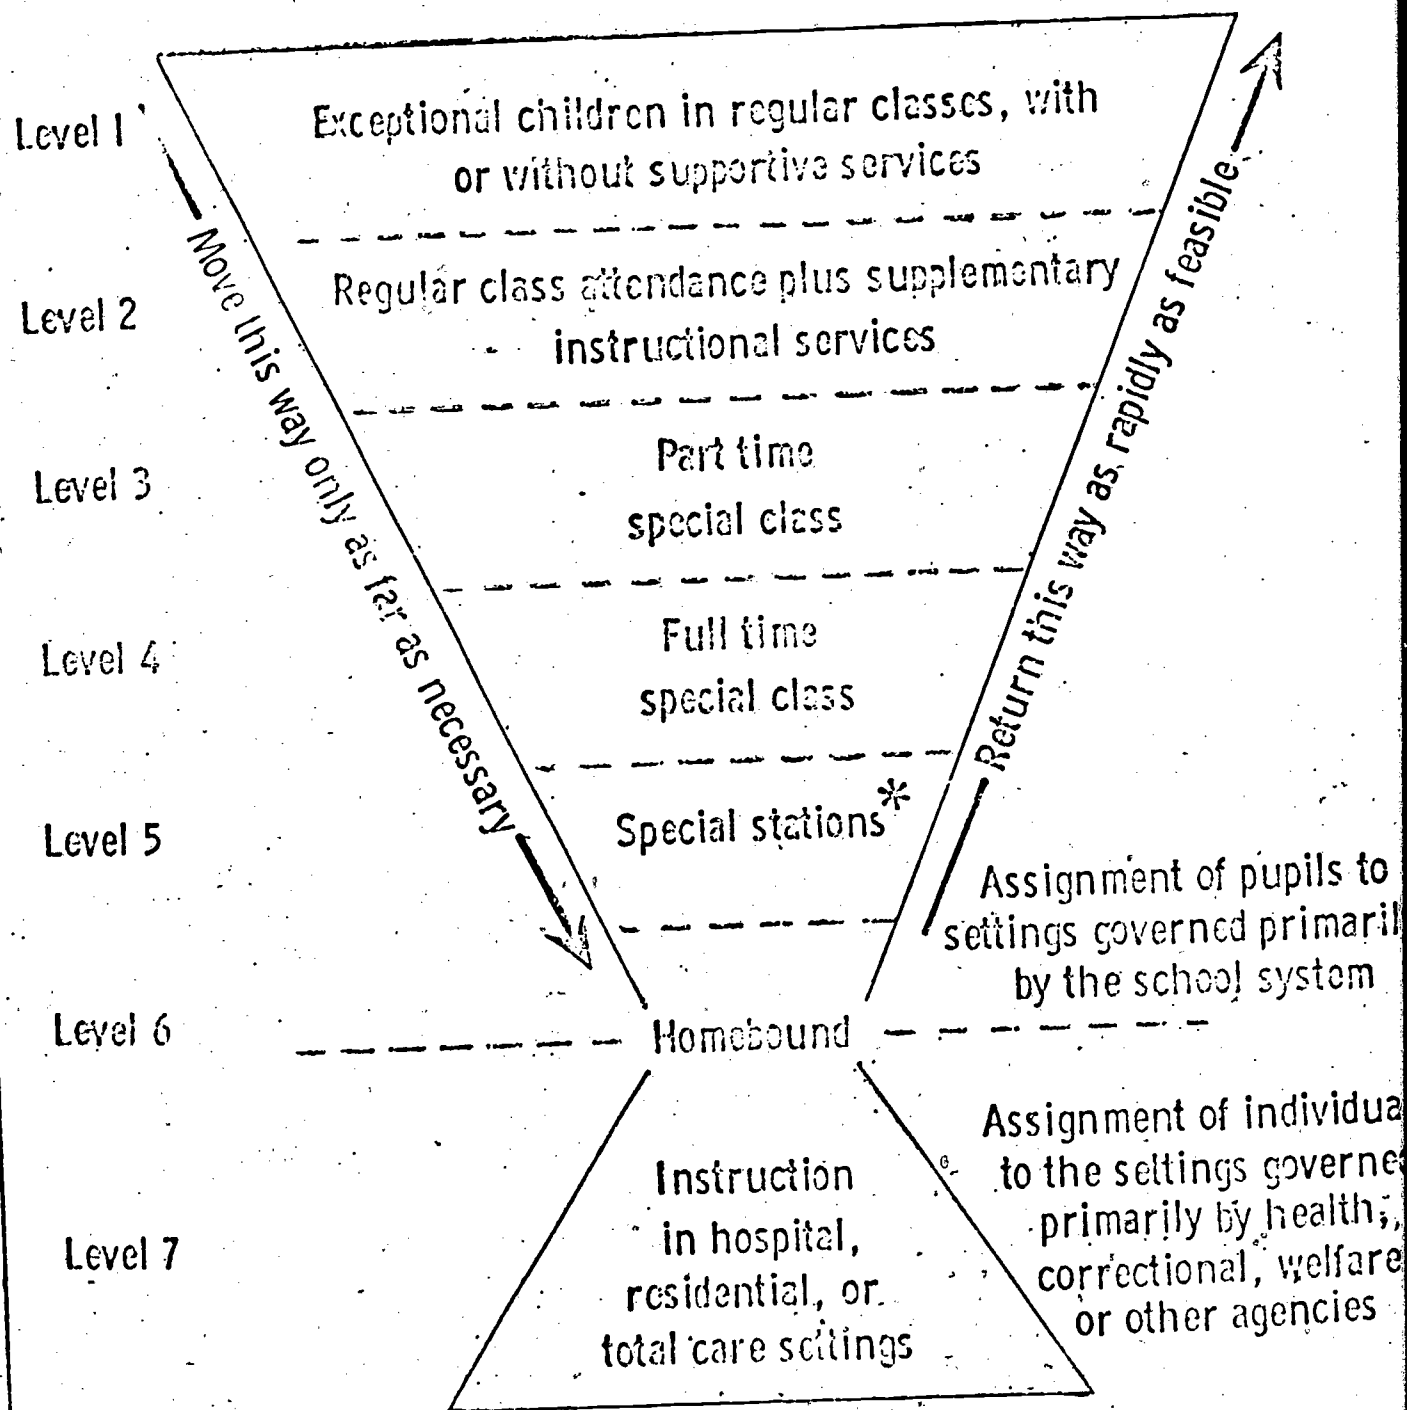 Level 1
Exceptional children in regular classes, with
or without supportive services
Level 2
Regular class attendance plus supplementary
instructional services
Level 3
Part time
special class
Level 4
Full time
special class
Level 5
Special stations*
Level 6
Homebound
Level 7
Instruction
in hospital,
residential, or
total care settings
Move this way only as far as necessary
Return this way as rapidly as feasible
Assignment of pupils to
settings governed primaril
by the school system
Assignment of individua
to the settings governe
primarily by health,
correctional, welfare
or other agencies